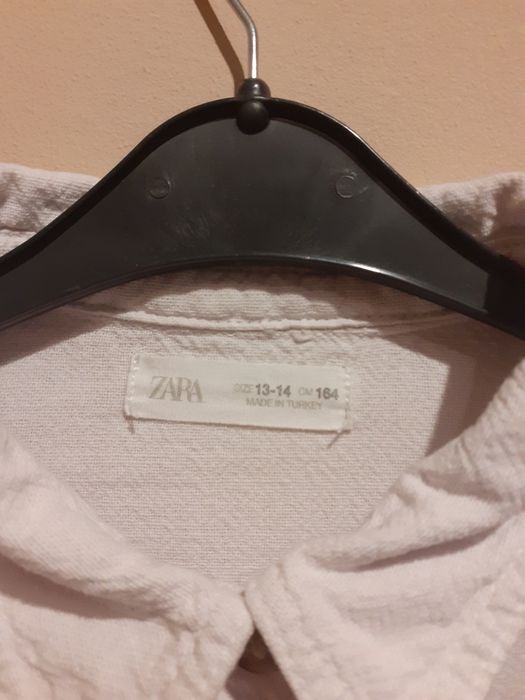 ZARA SIZE 13-14 CM 164
MADE IN TURKEY